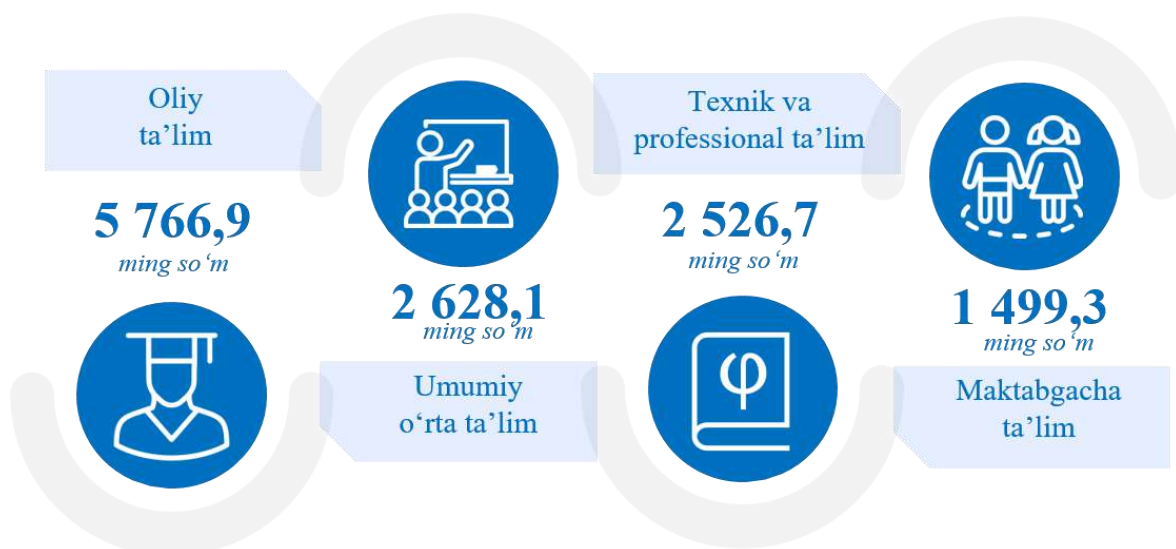 Oliy
ta’lim
5 766,9
ming so‘m
2 628,1
ming so‘m
Umumiy
o‘rta ta’lim
Texnik va
professional ta’lim
2 526,7
ming so‘m
φ
1 499,3
ming so‘m
Maktabgacha
ta’lim